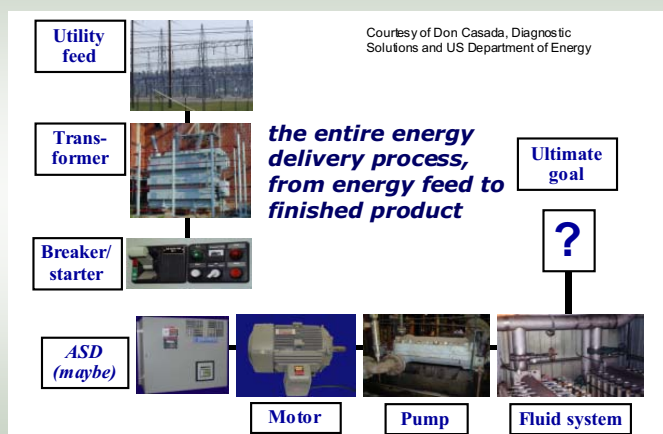 Utility
feed
Courtesy of Don Casada, Diagnostic
Solutions and US Department of Energy
Trans-
former
the entire energy
delivery process,
from energy feed to
finished product
Ultimate
goal
?
Breaker/
starter
ASD
(maybe)
Motor
Pump
Fluid system